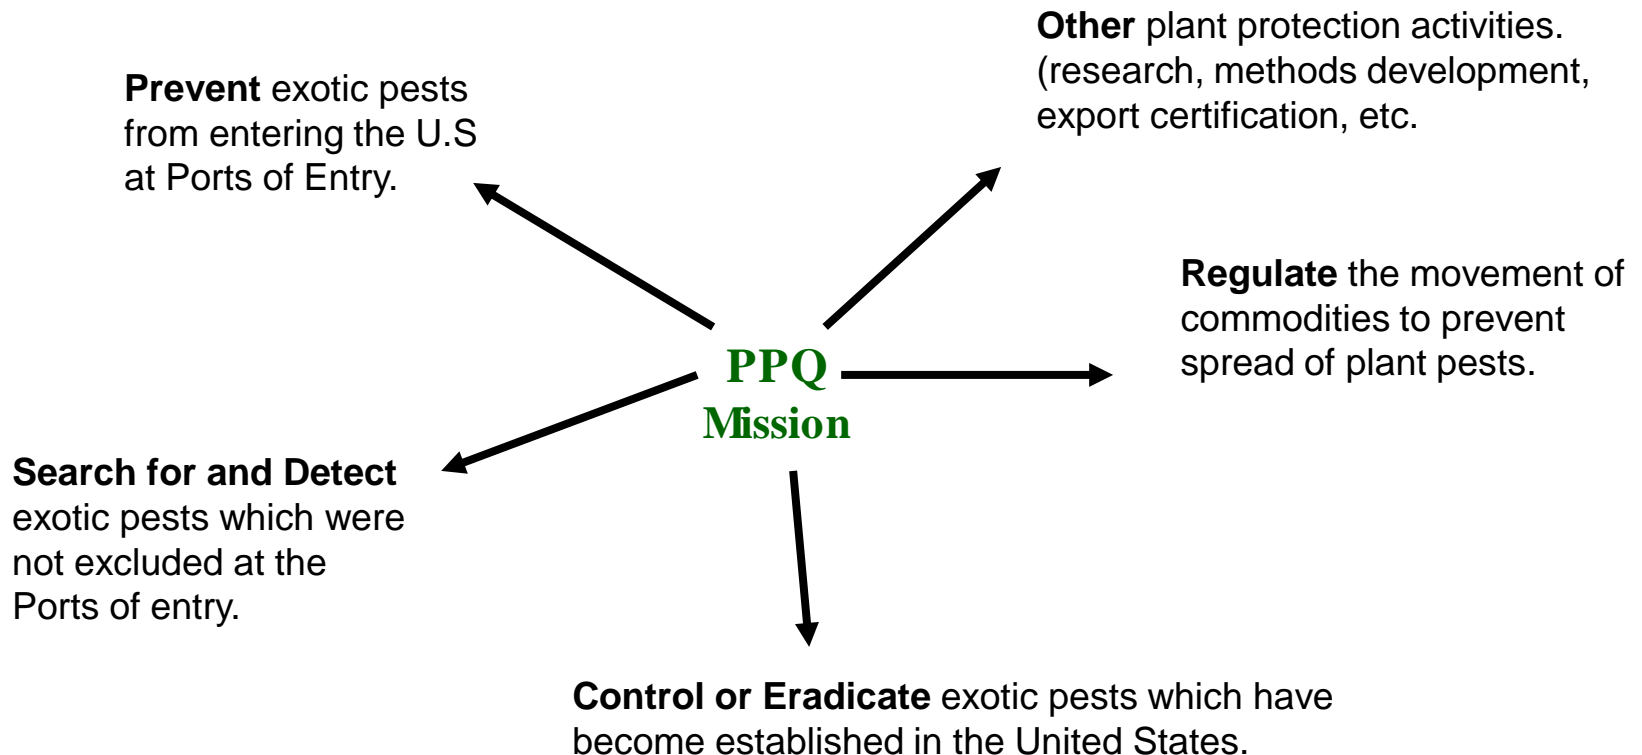 Other plant protection activities.
(research, methods development,
export certification, etc.
Prevent exotic pests
from entering the U.S
at Ports of Entry.
Regulate the movement of
commodities to prevent
spread of plant pests.
PPQ
Mission
Search for and Detect
exotic pests which were
not excluded at the
Ports of entry.
Control or Eradicate exotic pests which have
become established in the United States.